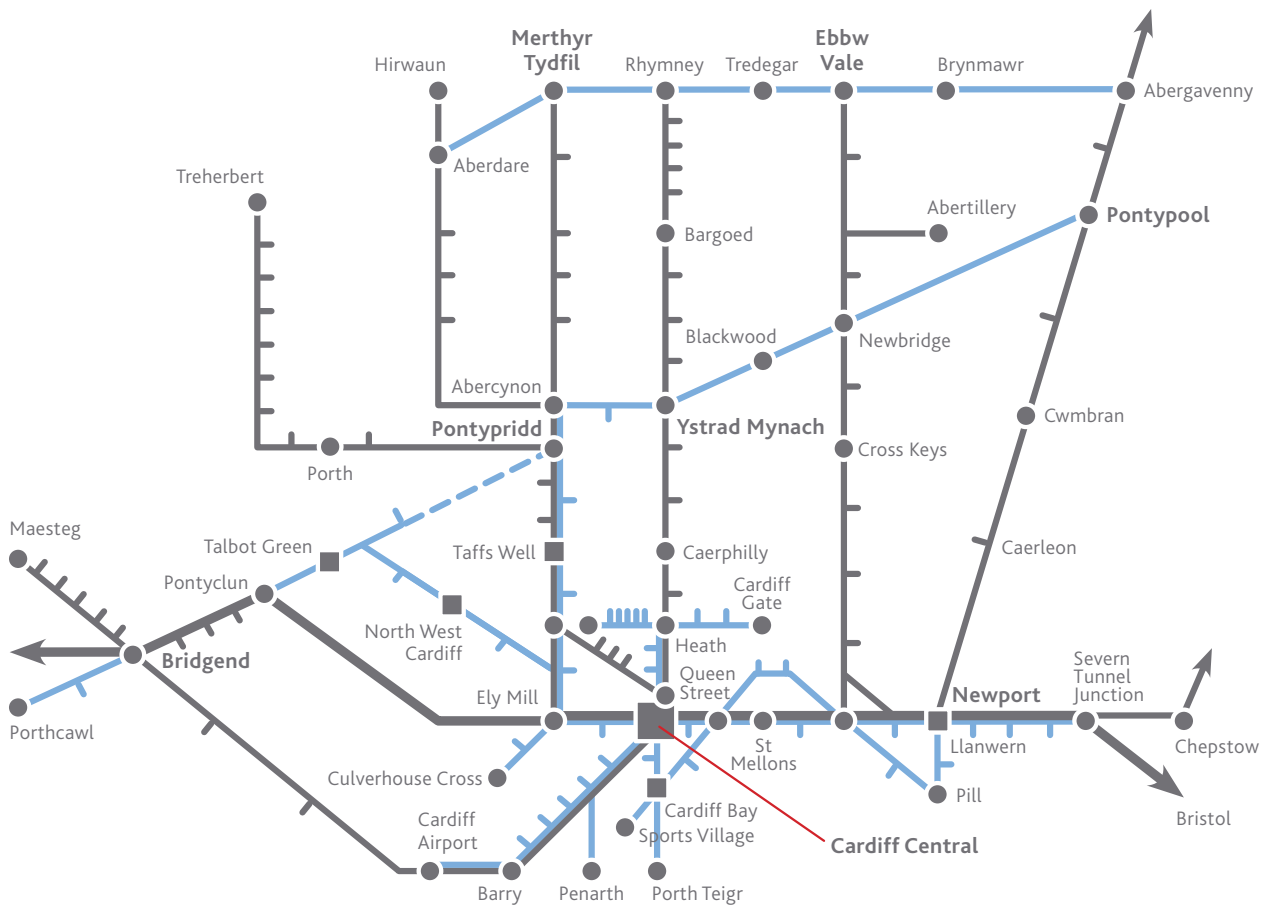 Merthyr
Tydfil
Ebbw
Vale
Hirwaun
Rhymney
Tredegar
Brynmawr
Abergavenny
Aberdare
Treherbert
Abertillery
Pontypool
Bargoed
Blackwood
Newbridge
Abercynon
Cwmbran
Pontypridd
Ystrad Mynach
Cross Keys
Porth
Maesteg
Talbot Green
Taffs Well
Caerphilly
Caerleon
Pontyclun
Cardiff
Gate
North West
Cardiff
Heath
Bridgend
Queen
Street
Severn
Tunnel
Junction
Ely Mill
Newport
Porthcawl
St
Mellons
Llanwern
Chepstow
Culverhouse Cross
Pill
Cardiff
Airport
Cardiff Bay
Sports Village
Bristol
Cardiff Central
Barry
Penarth
Porth Teigr